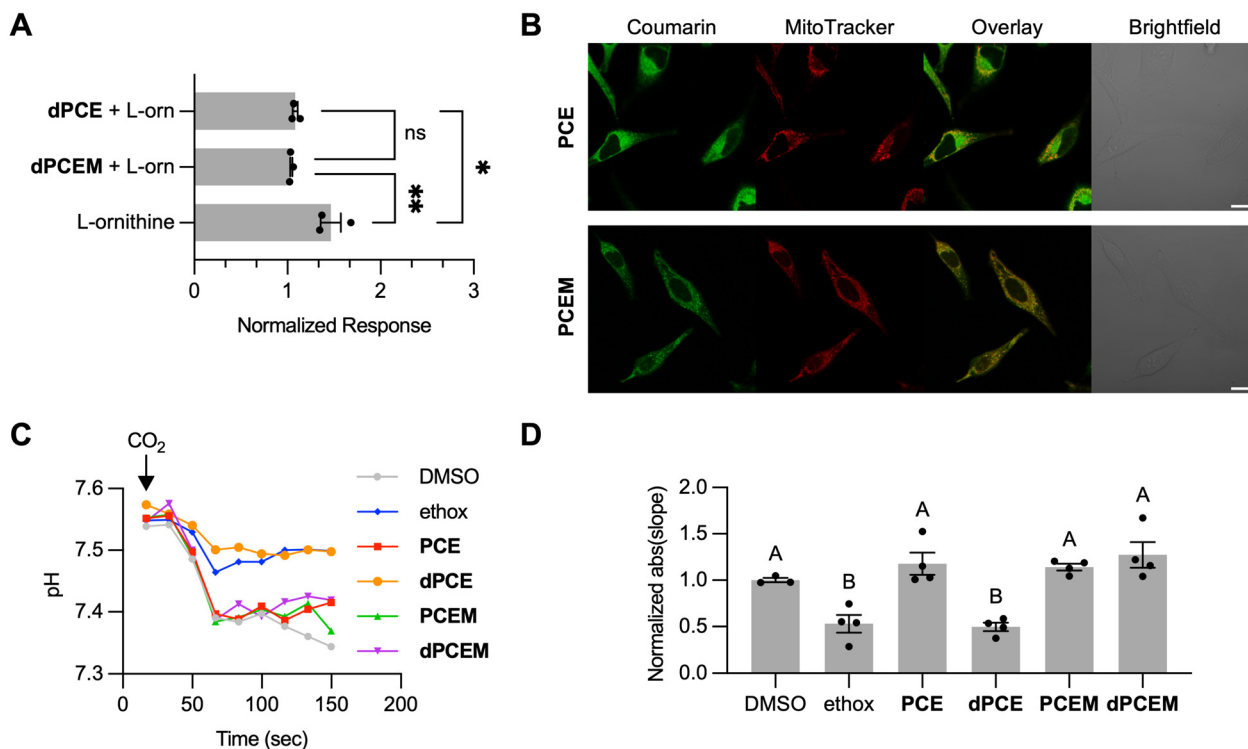 A
dPCE + L-orn
dPCEM + L-orn
L-ornithine
ns
**
*
0 1 2 3
Normalized Response
B
Coumarin MitoTracker Overlay Brightfield
PCE
PCEM
C
CO2
7.6
7.5
7.4
7.3
pH
0 50 100 150 200
Time (sec)
DMSO
ethox
PCE
dPCE
PCEM
dPCEM
D
Normalized abs(slope)
2.0
1.5
1.0
0.5
0.0
A B A B A A
DMSO ethox PCE dPCE PCEM dPCEM